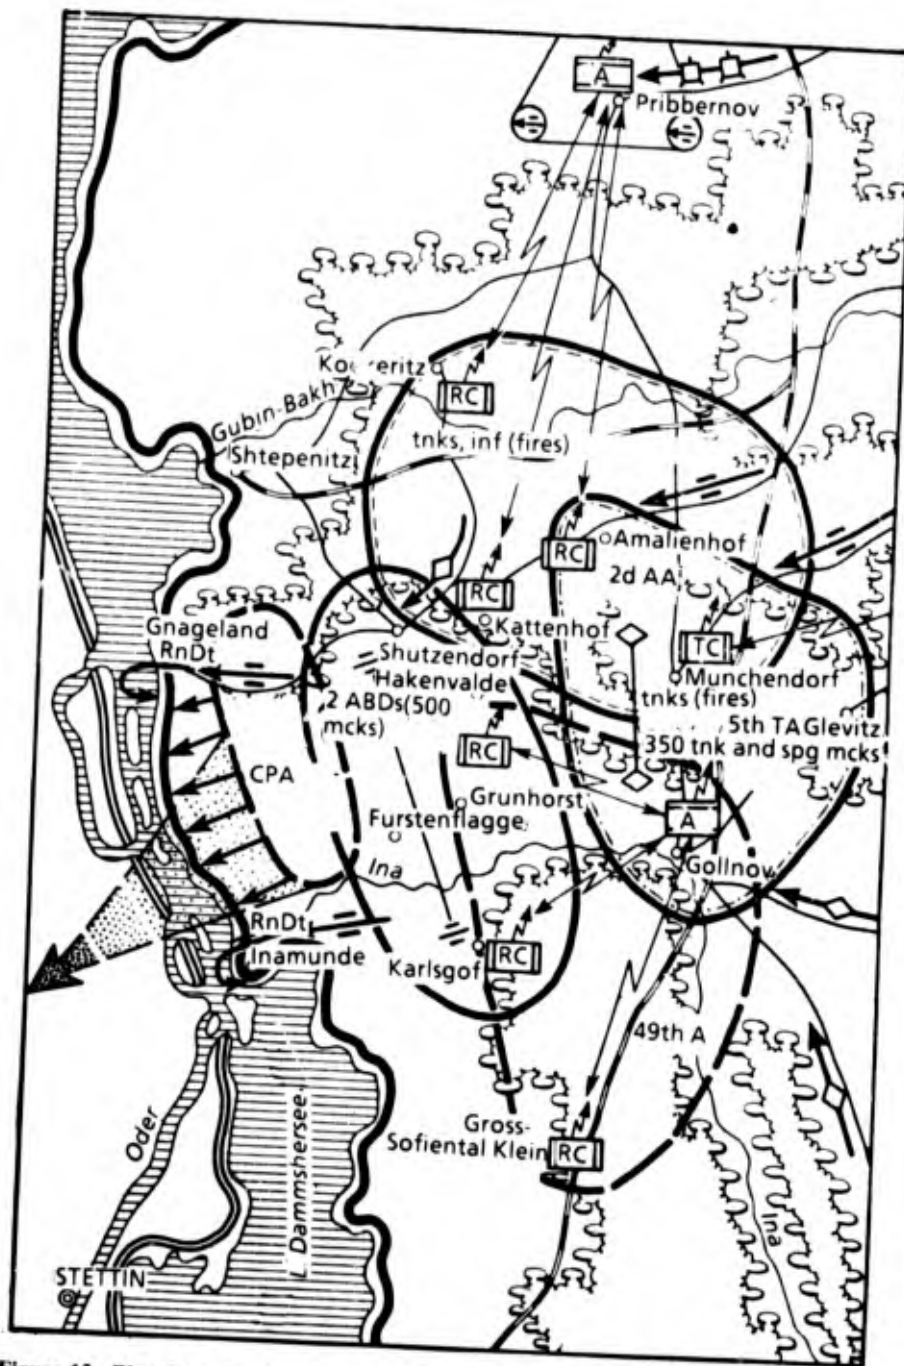 A
Pribbernov
RC
Gubin-Bakh
tnks, inf (fires)
Shtepenitz
RC
Amalienhof
2d AA
RC
Gnageland
RnDt
Kattenhof
TC
Shutzendorf
Hakenvalde
2 ABDs(500
mcks)
Munchendorf
tnks (fires)
5th TA Glevitz
350 tnk and spg mcks
RC
CPA
Grunhorst
Furstenflagge
A
Gollnov
Ina
RnDt
Inamunde
Karlsgof
RC
49th A
Oder
L. Dammshersee
Gross-
Sofiental Klein
RC
Ina
STETTIN